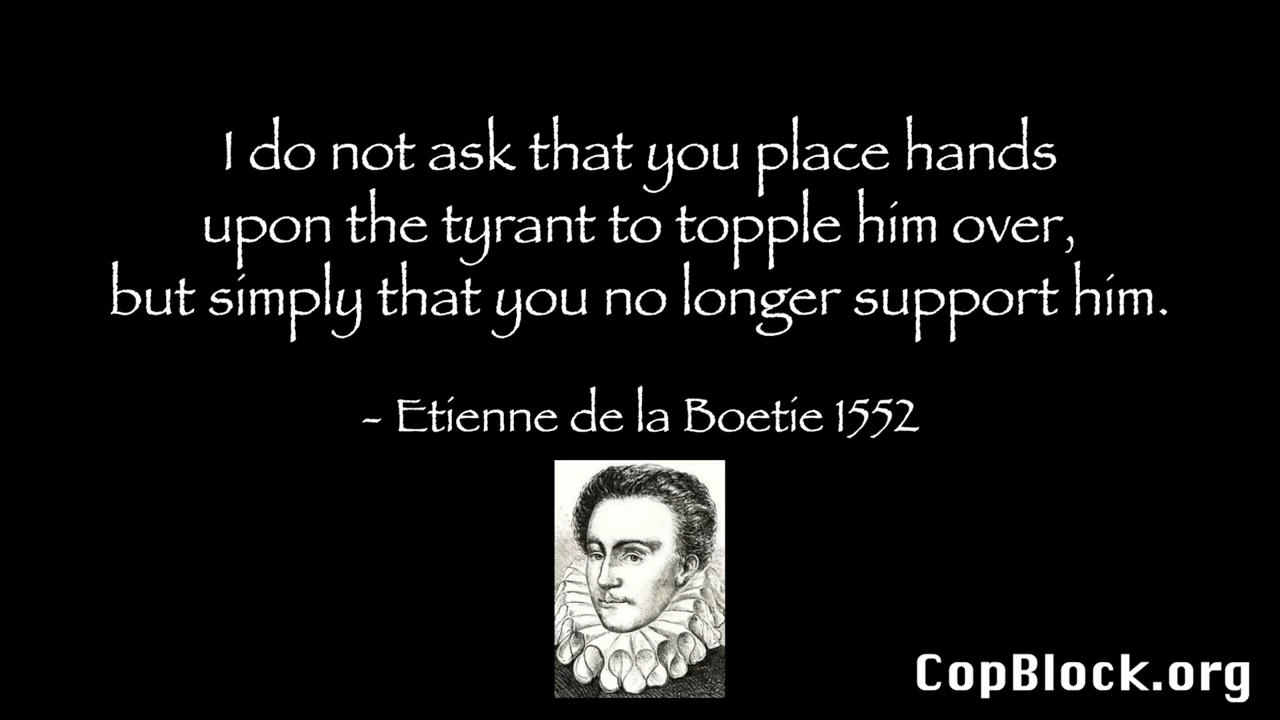 I do not ask that you place hands
upon the tyrant to topple him over,
but simply that you no longer support him.
- Etienne de la Boetie 1552
CopBlock.org